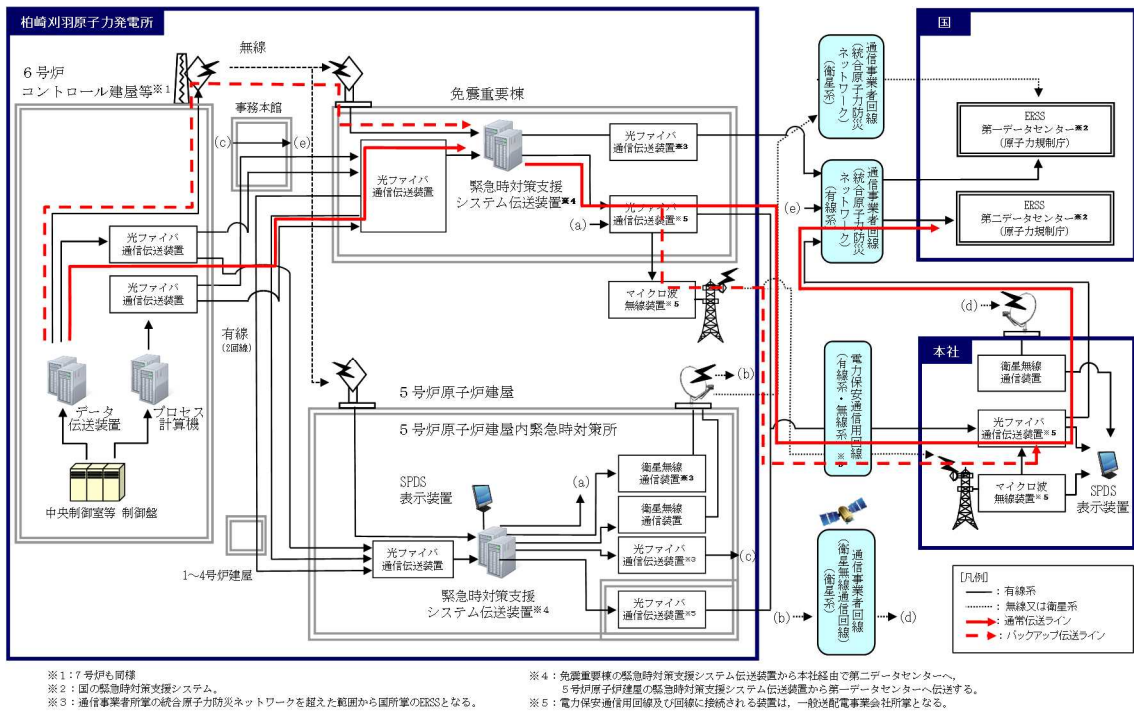 柏崎刈羽原子力発電所
国
無線
6号炉
コントロール建屋等※1
事務本館
(c)
(e)
免震重要棟
光ファイバ
通信伝送装置※3
光ファイバ
通信伝送装置
緊急時対策支援
システム伝送装置※4
光ファイバ
通信伝送装置※5
(a)
マイクロ波
無線装置※5
光ファイバ
通信伝送装置
光ファイバ
通信伝送装置
有線
(2回線)
データ
伝送装置
プロセス
計算機
中央制御室等 制御盤
1~4号炉建屋
5号炉原子炉建屋
5号炉原子炉建屋内緊急時対策所
(b)
SPDS
表示装置
(a)
衛星無線
通信装置※3
衛星無線
通信装置
光ファイバ
通信伝送装置
光ファイバ
通信伝送装置※3
(c)
緊急時対策支援
システム伝送装置※4
光ファイバ
通信伝送装置※5
通信事業者回線
(統合原子力防災
ネットワーク)
(衛星系)
通信事業者回線
(統合原子力防災
ネットワーク)
(有線系)
(e)
ERSS
第一データセンター※2
(原子力規制庁)
ERSS
第二データセンター※2
(原子力規制庁)
(d)
本社
電力保安通信用回線
(有線系・無線系)
衛星無線
通信装置
光ファイバ
通信伝送装置※5
マイクロ波
無線装置※5
SPDS
表示装置
通信事業者回線
(衛星無線通信回線)
(衛星系)
(b)
(d)
[凡例]
:有線系
:無線又は衛星系
:通常伝送ライン
:バックアップ伝送ライン
※1:7号炉も同様
※2:国の緊急時対策支援システム。
※3:通信事業者所掌の統合原子力防災ネットワークを超えた範囲から国所掌のERSSとなる。
※4:免震重要棟の緊急時対策支援システム伝送装置から本社経由で第二データセンターへ,
5号炉原子炉建屋の緊急時対策支援システム伝送装置から第一データセンターへ伝送する。
※5:電力保安通信用回線及び回線に接続される装置は,一般送配電事業会社所掌となる。